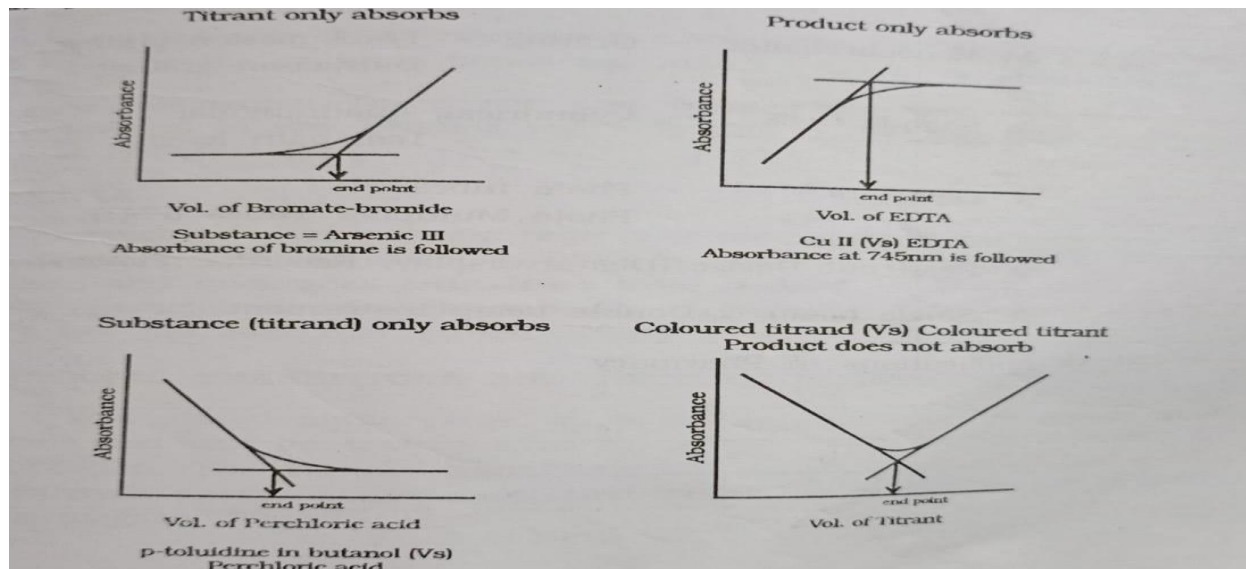 Titrant only absorbs
Absorbance
end point
Vol. of Bromate-bromide
Substance = Arsenic III
Absorbance of bromine is followed
Product only absorbs
Absorbance
end point
Vol. of EDTA
Cu II (Vs) EDTA
Absorbance at 745nm is followed
Substance (titrand) only absorbs
Absorbance
end point
Vol. of Perchloric acid
p-toluidine in butanol (Vs)
Perchloric acid
Coloured titrand (Vs) Coloured titrant
Product does not absorb
Absorbance
end point
Vol. of Titrant